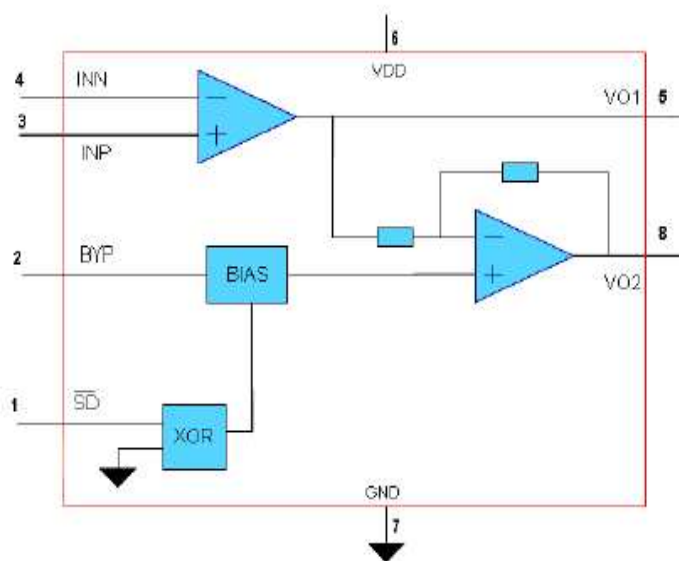 6
VDD
4 INN
VO1 5
3
INP
2 BYP
BIAS
8
VO2
1 SD
XOR
GND
7